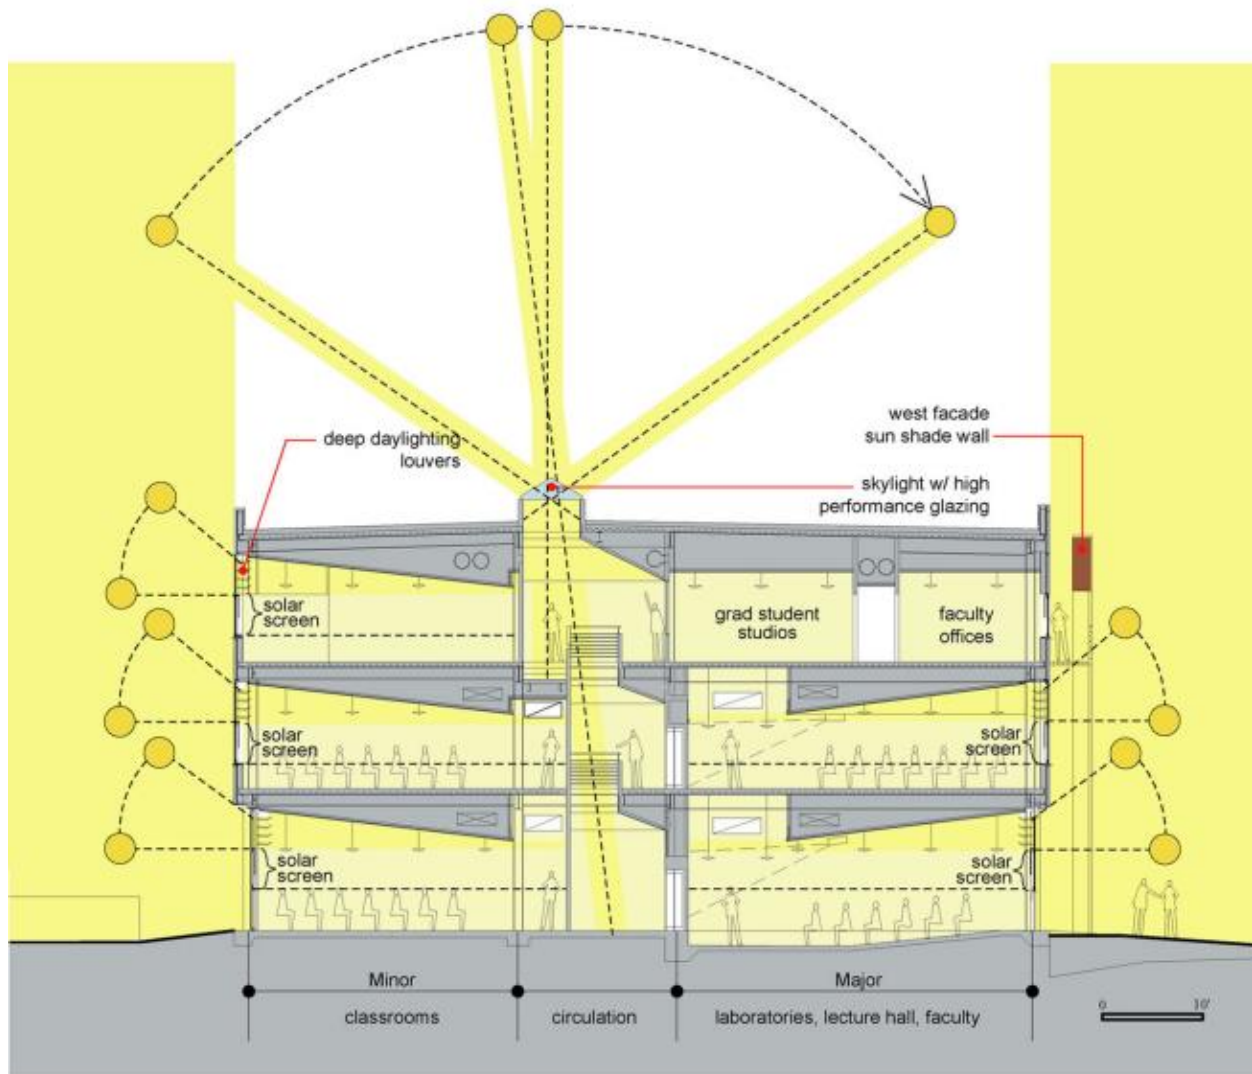 deep daylighting
louvers
west facade
sun shade wall
skylight w/ high
performance glazing
solar
screen
grad student
studios
faculty
offices
solar
screen
solar
screen
solar
screen
solar
screen
Minor
Major
classrooms
circulation
laboratories, lecture hall, faculty
0
10'